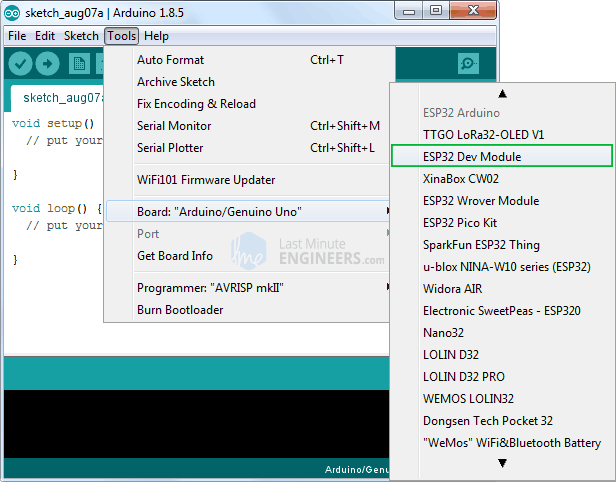 sketch_aug07a | Arduino 1.8.5
File Edit Sketch Tools Help
sketch_aug07a
void setup()
// put your
}
void loop() {
// put your
}
Auto Format Ctrl+T
Archive Sketch
Fix Encoding & Reload
Serial Monitor Ctrl+Shift+M
Serial Plotter Ctrl+Shift+L
WiFi101 Firmware Updater
Board: "Arduino/Genuino Uno"
Port
Get Board Info
Programmer: "AVRISP mkII"
Burn Bootloader
Last Minute
ENGINEERS.com
ESP32 Arduino
TTGO LoRa32-OLED V1
ESP32 Dev Module
XinaBox CW02
ESP32 Wrover Module
ESP32 Pico Kit
SparkFun ESP32 Thing
u-blox NINA-W10 series (ESP32)
Widora AIR
Electronic SweetPeas - ESP320
Nano32
LOLIN D32
LOLIN D32 PRO
WEMOS LOLIN32
Dongsen Tech Pocket 32
"WeMos" WiFi&Bluetooth Battery
Arduino/Genu